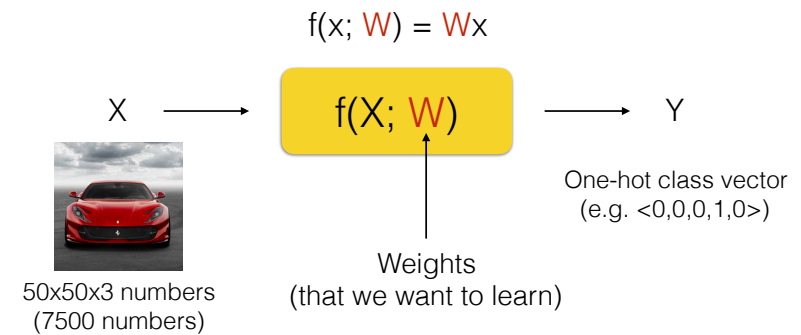 f(x; W) = Wx
X
f(X; W)
Y
One-hot class vector
(e.g. <0,0,0,1,0>)
Weights
(that we want to learn)
50x50x3 numbers
(7500 numbers)